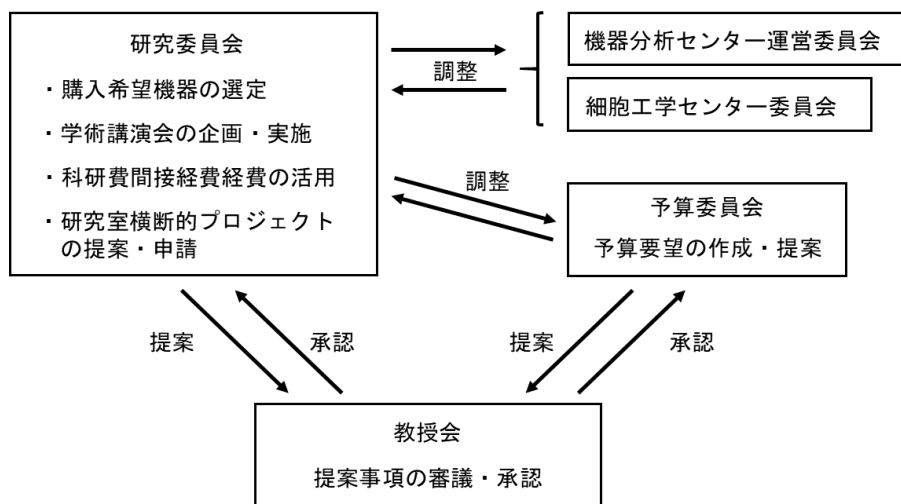 研究委員会
・購入希望機器の選定
・学術講演会の企画・実施
・科研費間接経費経費の活用
・研究室横断的プロジェクト
の提案・申請
調整
機器分析センター運営委員会
細胞工学センター委員会
調整
予算委員会
予算要望の作成・提案
提案
承認
提案
承認
教授会
提案事項の審議・承認